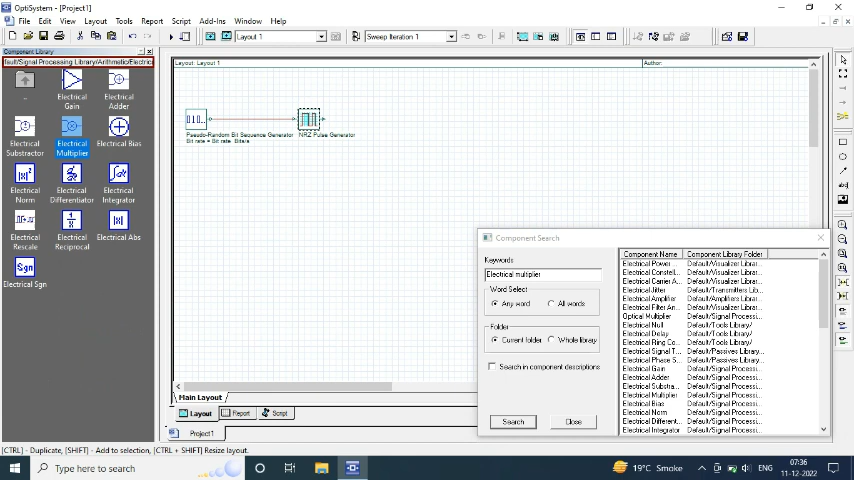 OptiSystem - [Project1]
File Edit View Layout Tools Report Script Add-Ins Window Help
Layout 1
Sweep Iteration 1
Component Library
fault/Signal Processing Library/Arithmetic/Electrica
Layout: Layout 1
Author:
..
Electrical Gain
Electrical Adder
Electrical Substractor
Electrical Multiplier
Electrical Bias
Electrical Norm
Electrical Differentiator
Electrical Integrator
Electrical Rescale
Electrical Reciprocal
Electrical Abs
Electrical Sgn
Pseudo-Random Bit Sequence Generator
Bit rate = Bit rate Bits/s
NRZ Pulse Generator
Component Search
Keywords
Electrical multiplier
Word Select
Any word All words
Folder
Current folder Whole library
Search in component descriptions
Search Close
Component Name Component Library Folder
Electrical Power... Default/Visualizer Librar...
Electrical Constell... Default/Visualizer Librar...
Electrical Carrier A... Default/Visualizer Librar...
Electrical Jitter Default/Transmitters Lib...
Electrical Amplifier Default/Amplifiers Librar...
Electrical Filter An... Default/Visualizer Librar...
Optical Multiplier Default/Signal Processi...
Electrical Null Default/Tools Library/
Electrical Delay Default/Tools Library/
Electrical Ring Co... Default/Tools Library/
Electrical Signal T... Default/Passives Librar...
Electrical Phase S... Default/Passives Librar...
Electrical Gain Default/Signal Processi...
Electrical Adder Default/Signal Processi...
Electrical Substra... Default/Signal Processi...
Electrical Multiplier Default/Signal Processi...
Electrical Bias Default/Signal Processi...
Electrical Norm Default/Signal Processi...
Electrical Different... Default/Signal Processi...
Electrical Integrator Default/Signal Processi...
Main Layout
Layout Report Script
Project1
[CTRL] - Duplicate, [SHIFT] - Add to selection, [CTRL + SHIFT] Resize layout.
Type here to search
19°C Smoke
ENG
07:36
11-12-2022